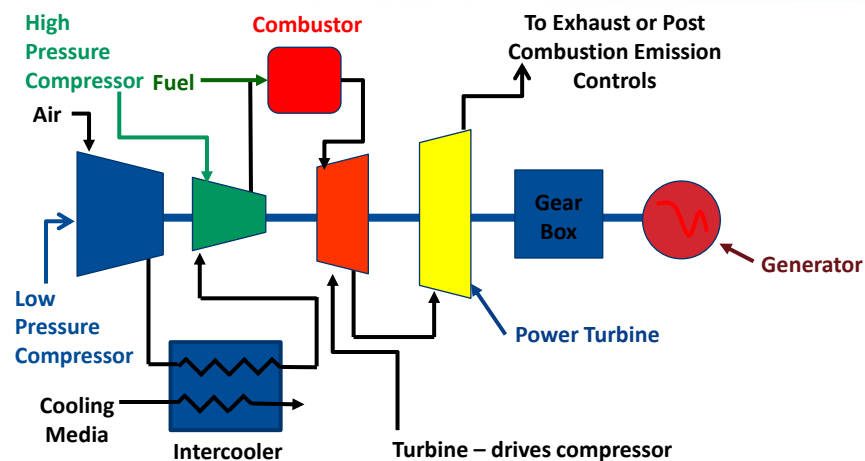 High
Pressure
Compressor
Fuel
Combustor
To Exhaust or Post
Combustion Emission
Controls
Air
Gear
Box
Generator
Low
Pressure
Compressor
Power Turbine
Cooling
Media
Intercooler
Turbine – drives compressor